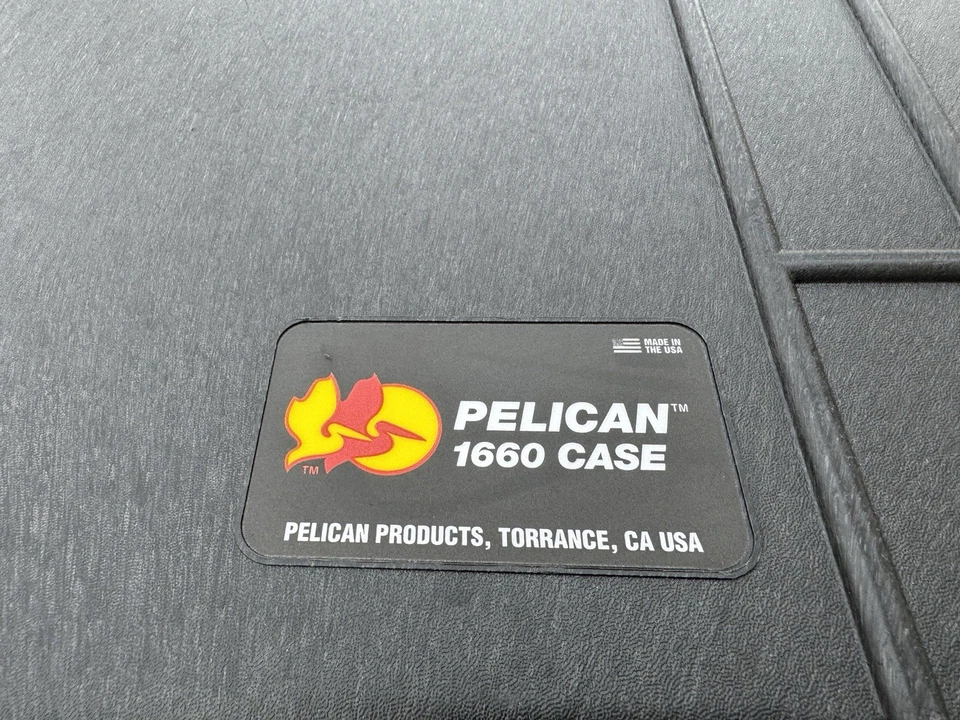 MADE IN
THE USA
PELICAN™
1660 CASE
TM
PELICAN PRODUCTS, TORRANCE, CA USA